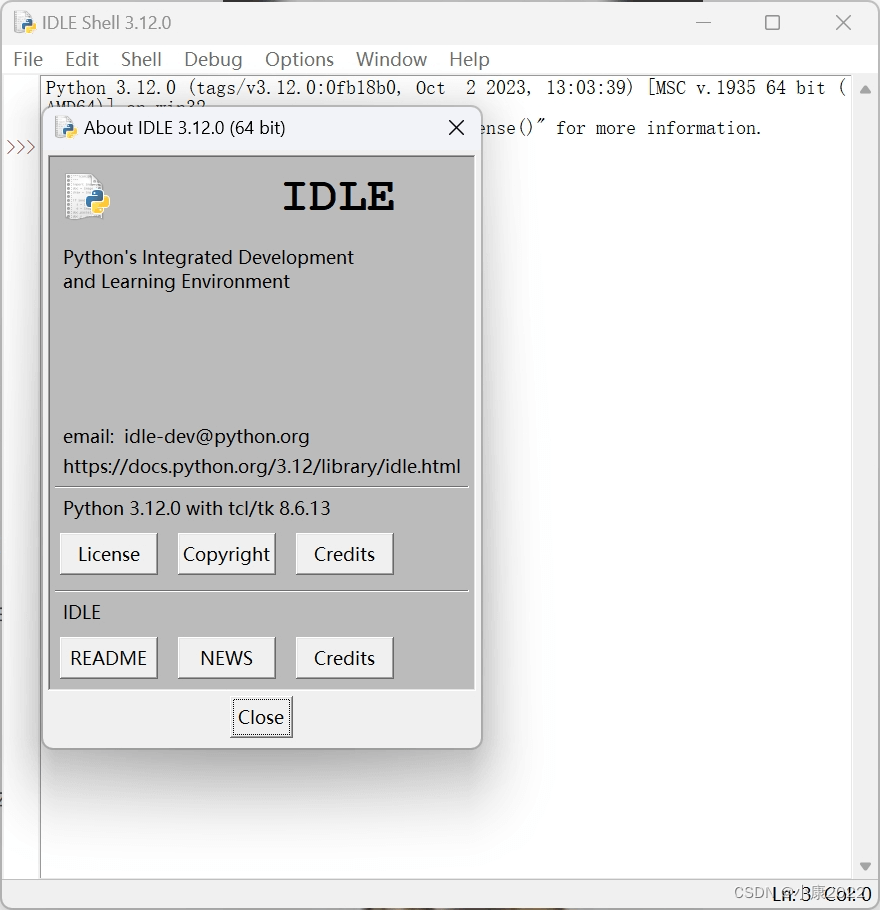 IDLE Shell 3.12.0
File Edit Shell Debug Options Window Help
Python 3.12.0 (tags/v3.12.0:0fb18b0, Oct  2 2023, 13:03:39) [MSC v.1935 64 bit (
AMD64)] on win32
About IDLE 3.12.0 (64 bit)
ense()" for more information.
>>>
IDLE
Python's Integrated Development
and Learning Environment
email:  idle-dev@python.org
https://docs.python.org/3.12/library/idle.html
Python 3.12.0 with tcl/tk 8.6.13
License Copyright Credits
IDLE
README NEWS Credits
Close
Ln: 3 Col: 0
CSDN